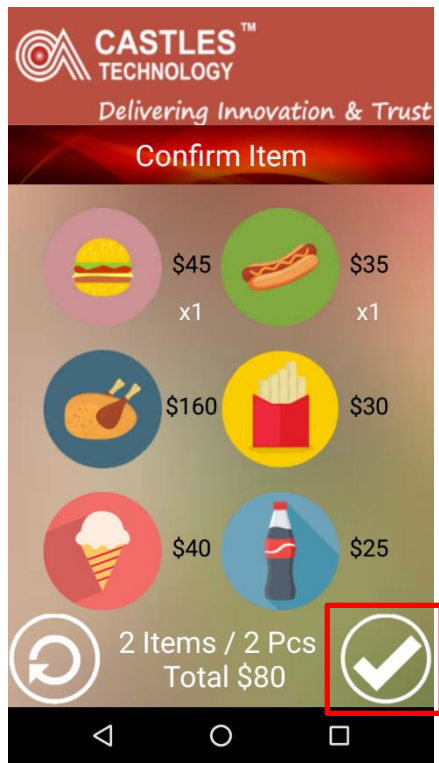 CASTLES™
TECHNOLOGY
Delivering Innovation & Trust
Confirm Item
$45
x1
$35
x1
$160
$30
$40
$25
2 Items / 2 Pcs
Total $80